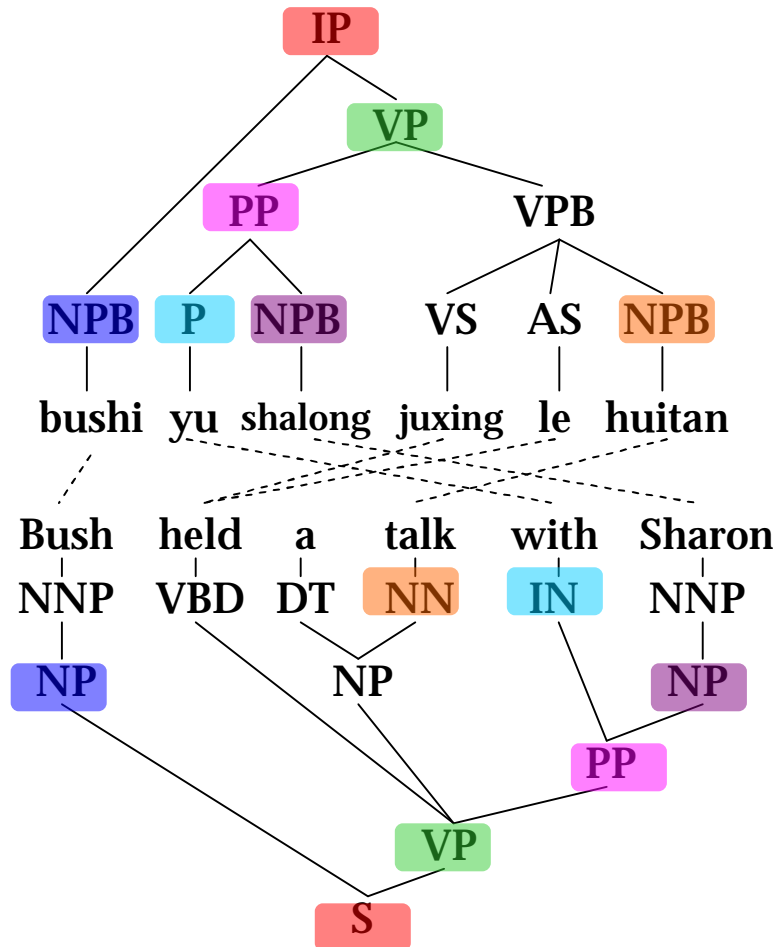 IP
VP
PP VPB
NPB P NPB VS AS NPB
bushi yu shalong juxing le huitan
Bush held a talk with Sharon
NNP VBD DT NN IN NNP
NP NP NP
PP
VP
S